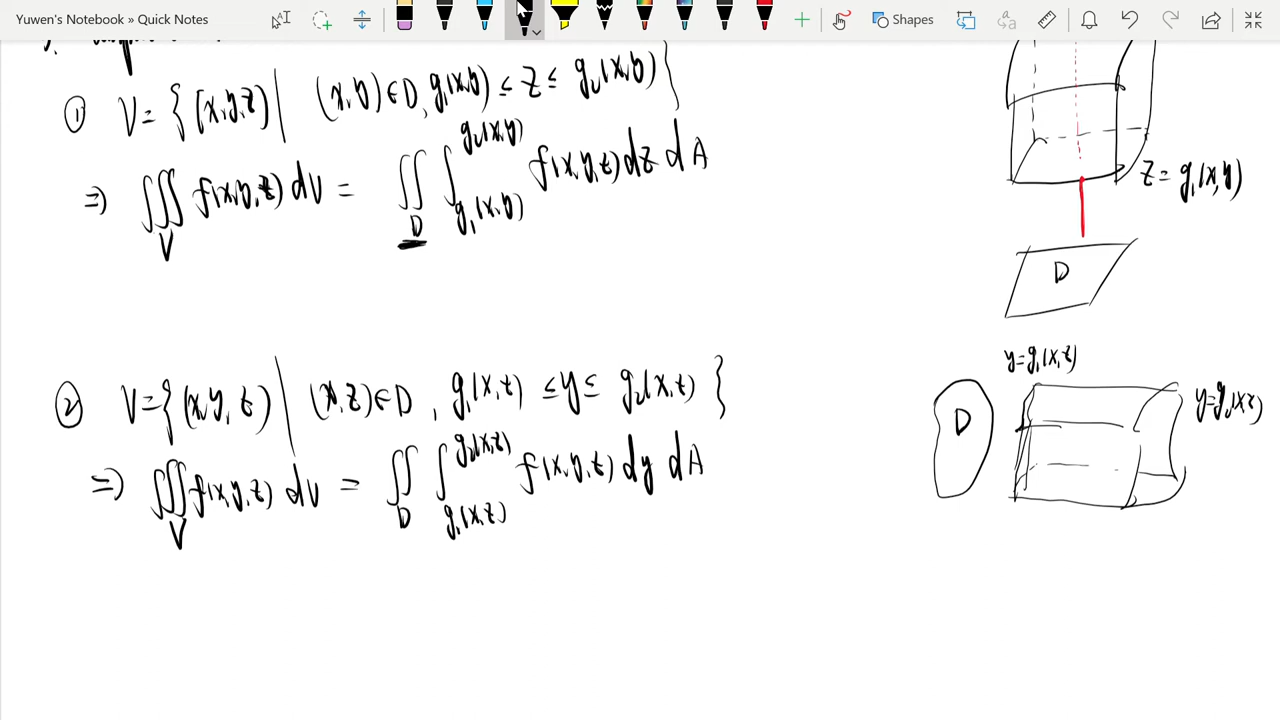 Yuwen's Notebook » Quick Notes
Shapes
① V = { (x,y,z) | (x,y)∈D, g₁(x,y) ≤ z ≤ g₂(x,y) }
⇒ ∭_V f(x,y,z) dV = ∬_D ∫_{g₁(x,y)}^{g₂(x,y)} f(x,y,z) dz dA
z = g₁(x,y)
D
② V = { (x,y,z) | (x,z)∈D, g₁(x,z) ≤ y ≤ g₂(x,z) }
⇒ ∭_V f(x,y,z) dV = ∬_D ∫_{g₁(x,z)}^{g₂(x,z)} f(x,y,z) dy dA
y = g₁(x,z)
D
y = g₂(x,z)